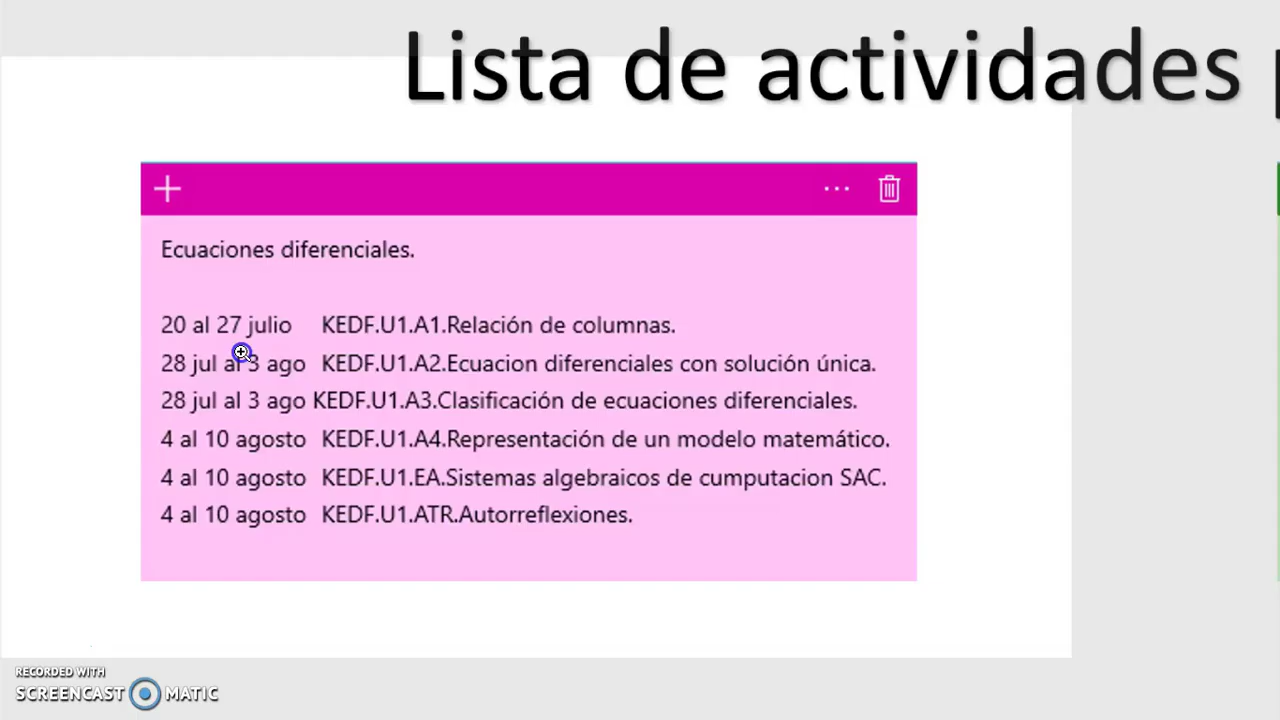 Lista de actividades
Ecuaciones diferenciales.
20 al 27 julio KEDF.U1.A1.Relación de columnas.
28 jul al 3 ago KEDF.U1.A2.Ecuacion diferenciales con solución única.
28 jul al 3 ago KEDF.U1.A3.Clasificación de ecuaciones diferenciales.
4 al 10 agosto KEDF.U1.A4.Representación de un modelo matemático.
4 al 10 agosto KEDF.U1.EA.Sistemas algebraicos de cumputacion SAC.
4 al 10 agosto KEDF.U1.ATR.Autorreflexiones.
RECORDED WITH
SCREENCAST MATIC